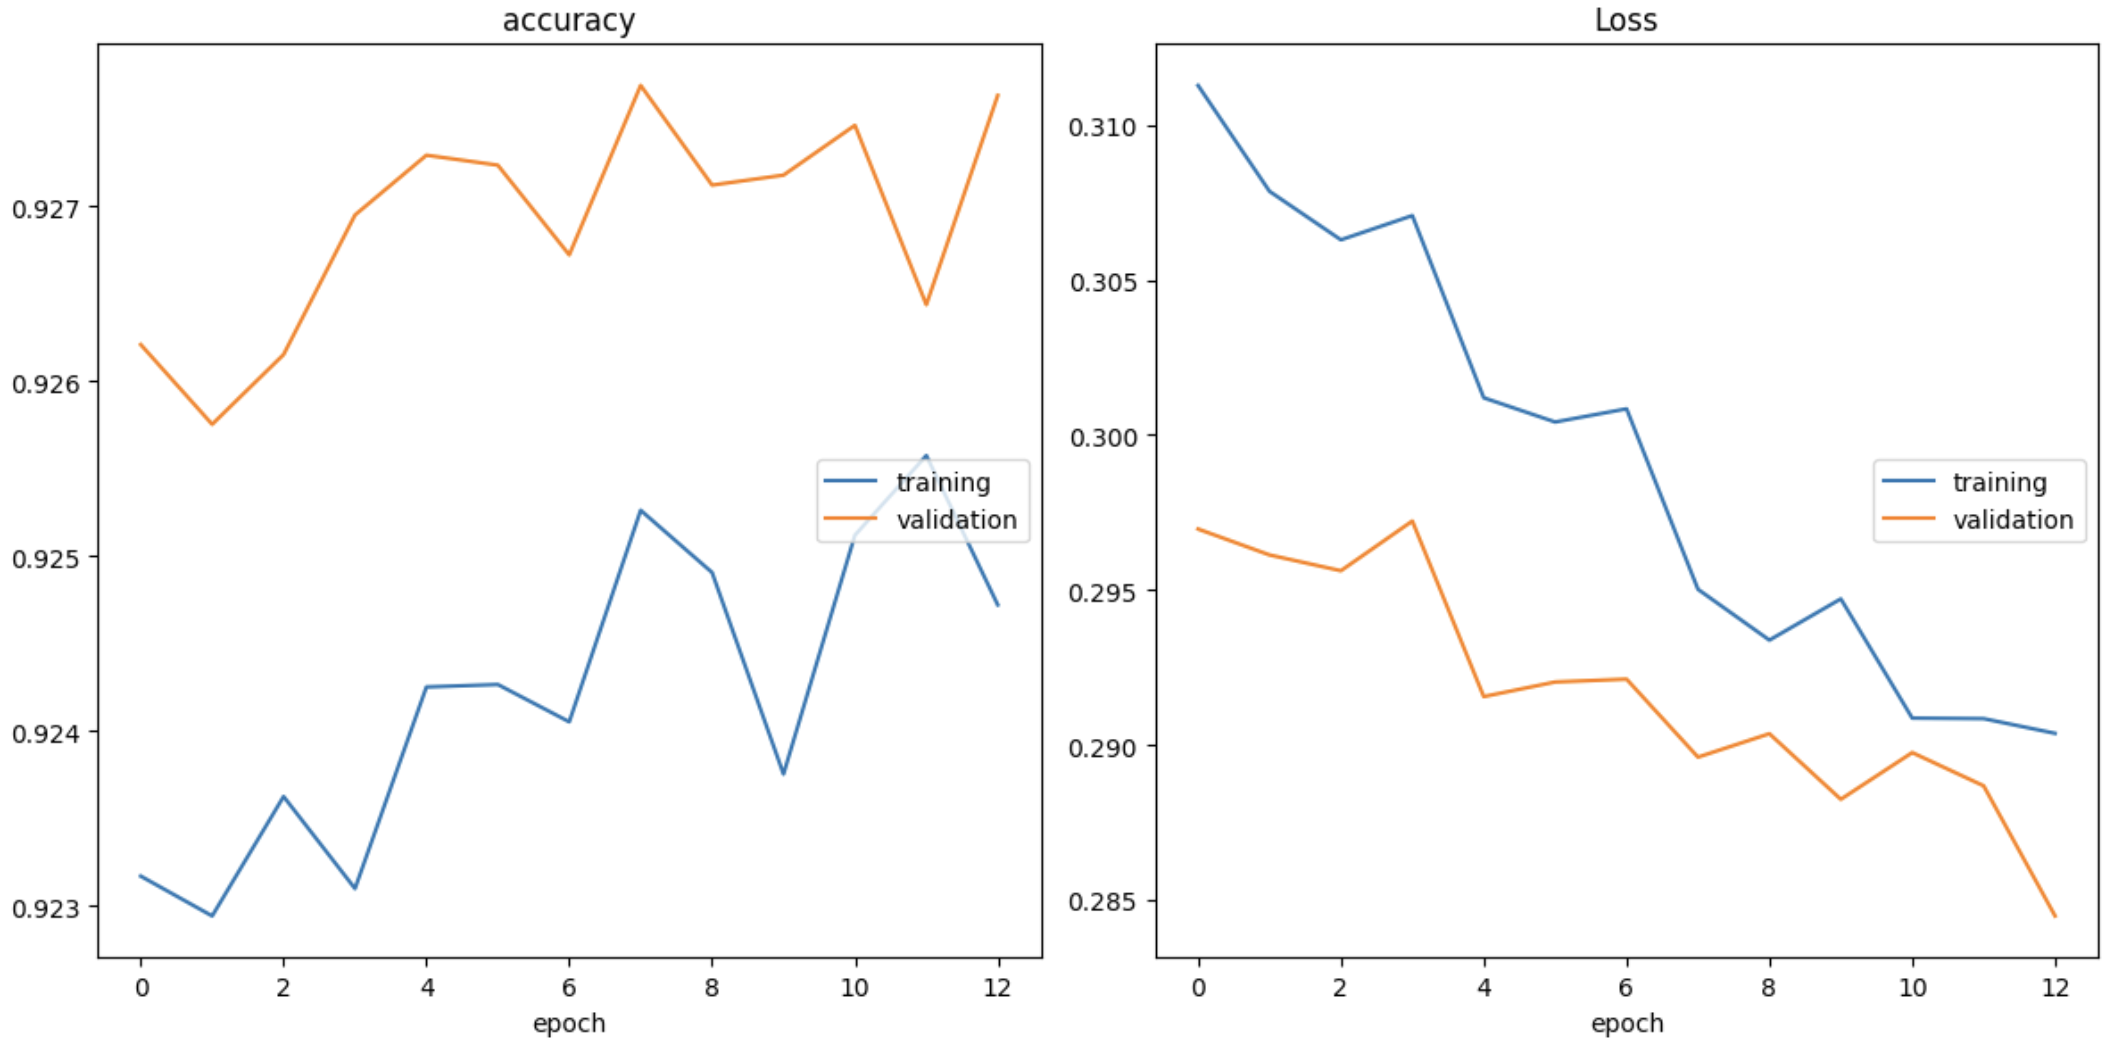 accuracy
0.927
0.926
0.925
0.924
0.923
training
validation
0 2 4 6 8 10 12
epoch
Loss
0.310
0.305
0.300
0.295
0.290
0.285
training
validation
0 2 4 6 8 10 12
epoch